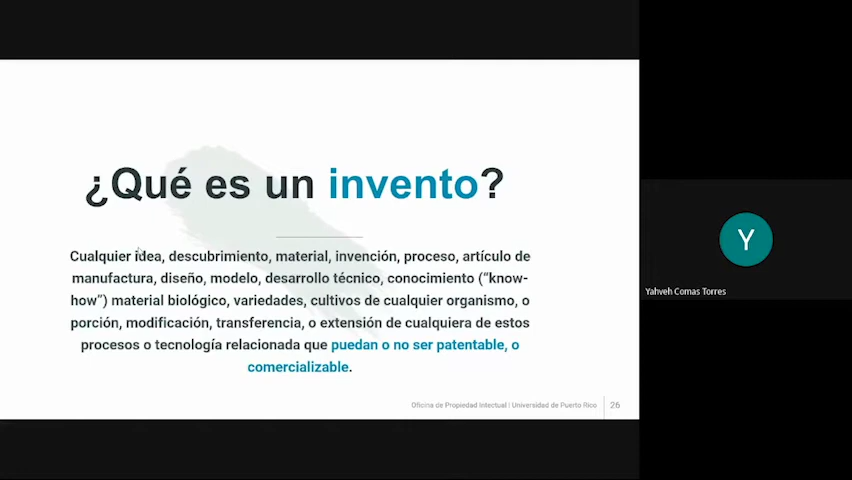 ¿Qué es un invento?
Cualquier idea, descubrimiento, material, invención, proceso, artículo de
manufactura, diseño, modelo, desarrollo técnico, conocimiento (“know-
how”) material biológico, variedades, cultivos de cualquier organismo, o
porción, modificación, transferencia, o extensión de cualquiera de estos
procesos o tecnología relacionada que puedan o no ser patentable, o
comercializable.
Oficina de Propiedad Intectual | Universidad de Puerto Rico
26
Y
Yahveh Comas Torres